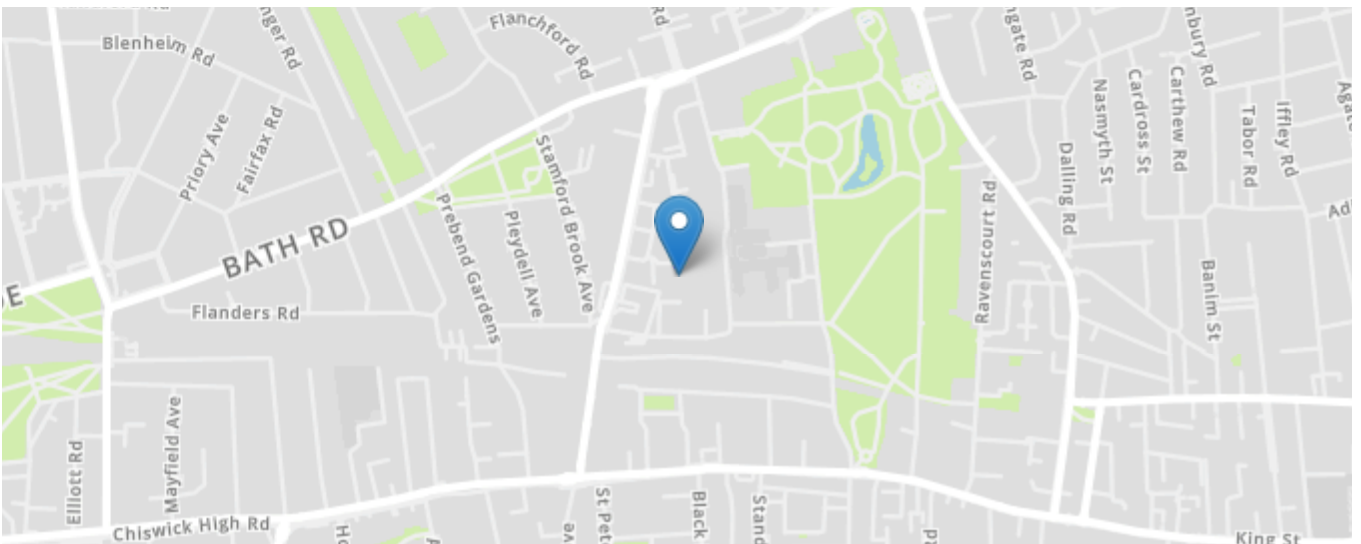 Blenheim Rd
Flanchford Rd
Rd
Priory Ave
Fairfax Rd
BATH RD
Prebend Gardens
Pleydell Ave
Stamford Brook Ave
Flanders Rd
Ravenscourt Rd
Dalling Rd
Nasmyth St
Cardross St
Carthew Rd
Tabor Rd
Iffley Rd
Banim St
Elliott Rd
Mayfield Ave
Chiswick High Rd
St Pet
Black
Stand
King St